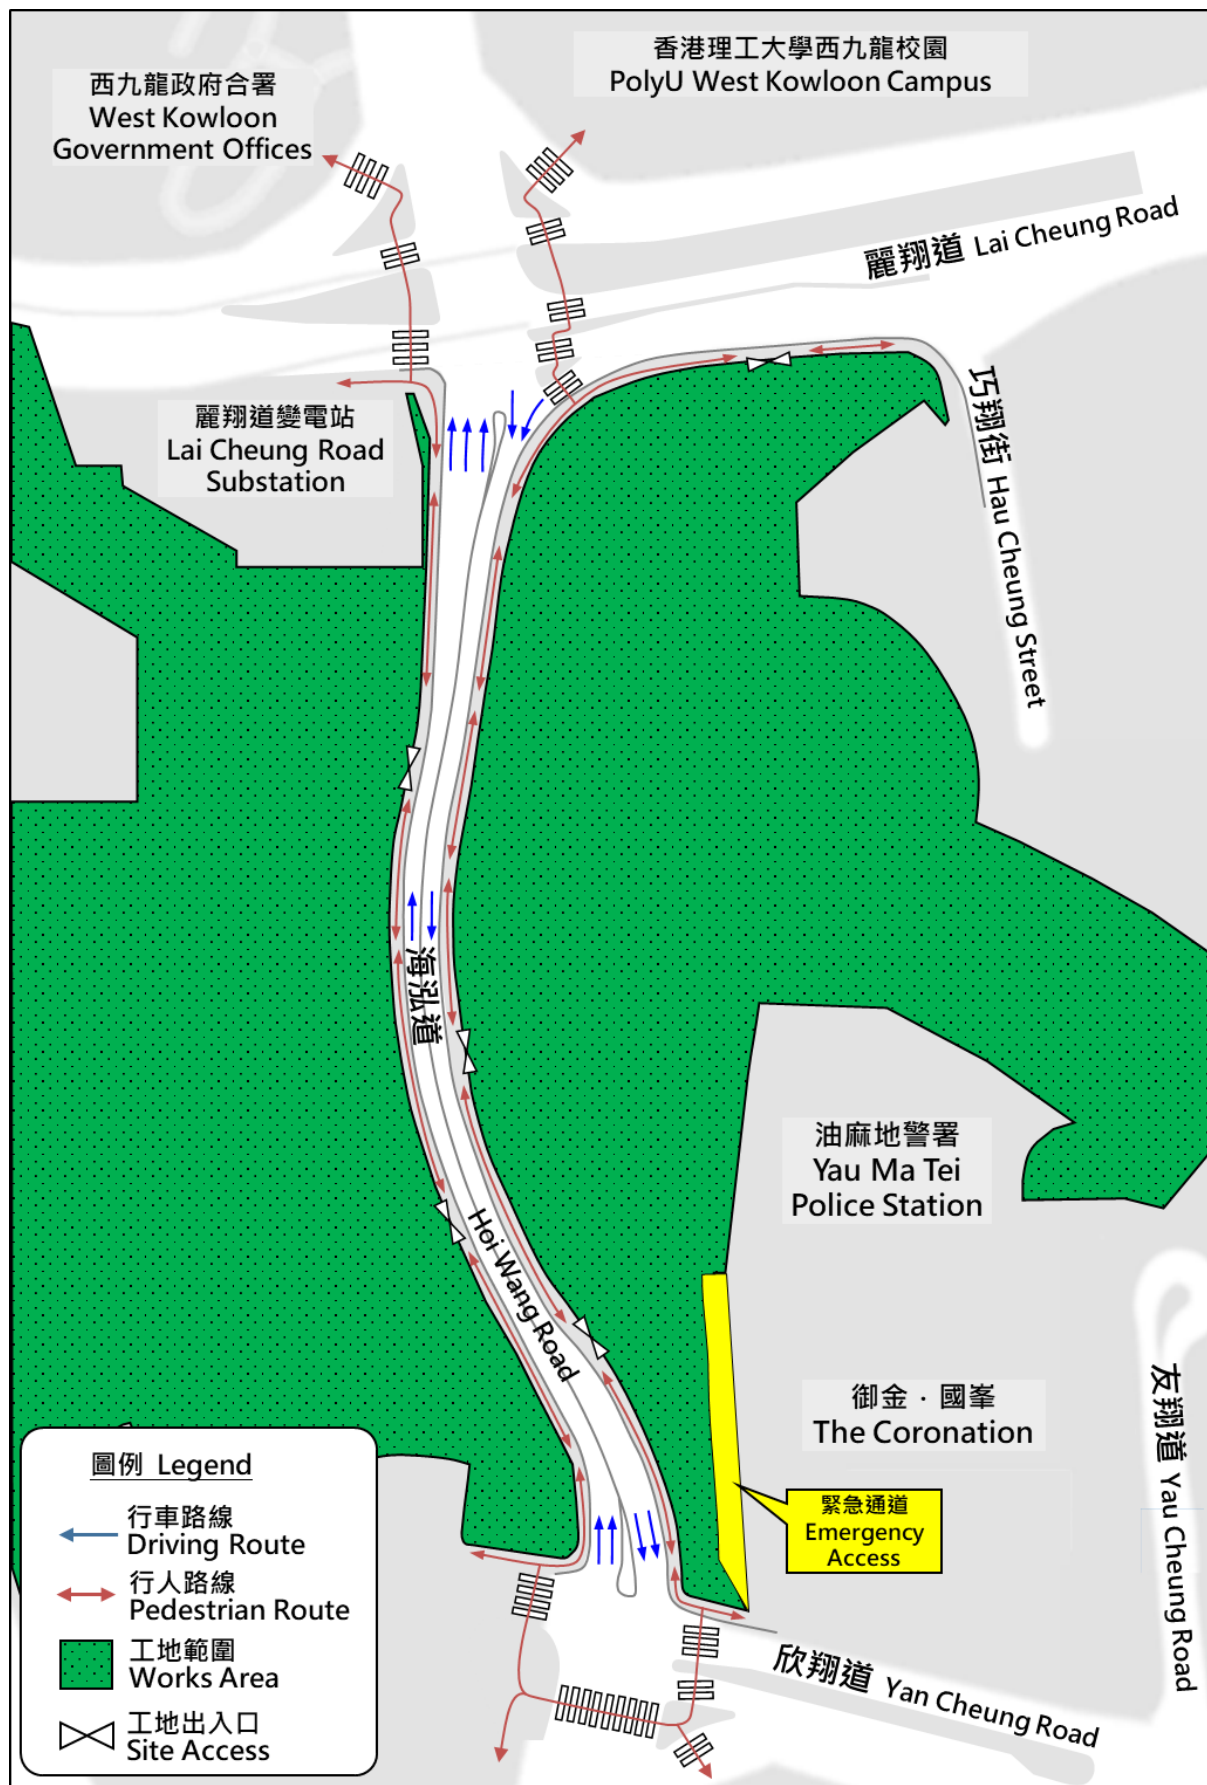 香港理工大學西九龍校園
PolyU West Kowloon Campus
西九龍政府合署
West Kowloon
Government Offices
麗翔道 Lai Cheung Road
麗翔道變電站
Lai Cheung Road
Substation
巧翔街 Hau Cheung Street
海泓道
Hoi Wang Road
油麻地警署
Yau Ma Tei
Police Station
御金．國峯
The Coronation
友翔道 Yau Cheung Road
緊急通道
Emergency
Access
欣翔道 Yan Cheung Road
圖例 Legend
行車路線
Driving Route
行人路線
Pedestrian Route
工地範圍
Works Area
工地出入口
Site Access